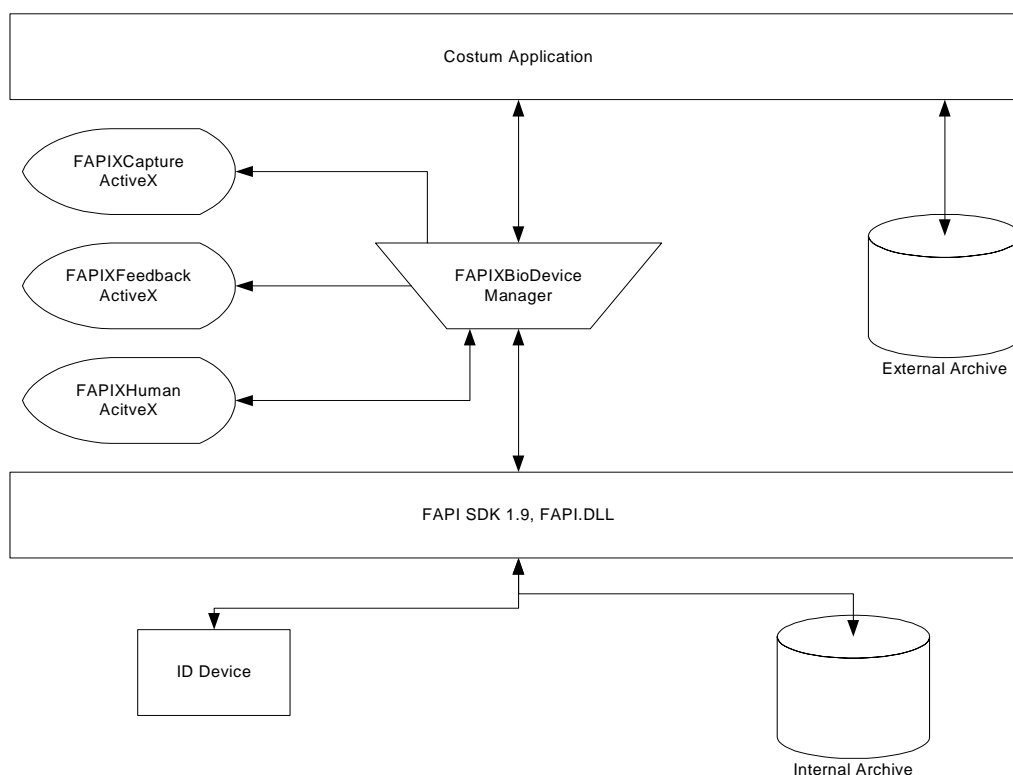 Costum Application
FAPIXCapture
ActiveX
FAPIXFeedback
ActiveX
FAPIXBioDevice
Manager
External Archive
FAPIXHuman
AcitveX
FAPI SDK 1.9, FAPI.DLL
ID Device
Internal Archive